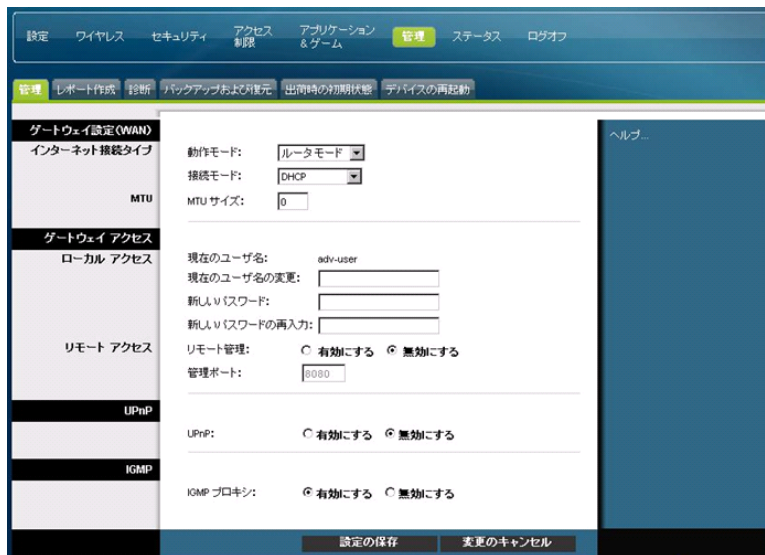 設定 ワイヤレス セキュリティ アクセス制限 アプリケーション&ゲーム 管理 ステータス ログオフ
管理 レポート作成 診断 バックアップおよび復元 出荷時の初期状態 デバイスの再起動
ゲートウェイ設定(WAN)
ヘルプ...
インターネット接続タイプ 動作モード: ルータモード
接続モード: DHCP
MTU MTU サイズ: 0
ゲートウェイ アクセス
ローカル アクセス 現在のユーザ名: adv-user
現在のユーザ名の変更:
新しいパスワード:
新しいパスワードの再入力:
リモート アクセス リモート管理: 有効にする 無効にする
管理ポート: 8080
UPnP
UPnP: 有効にする 無効にする
IGMP
IGMP プロキシ: 有効にする 無効にする
設定の保存 変更のキャンセル